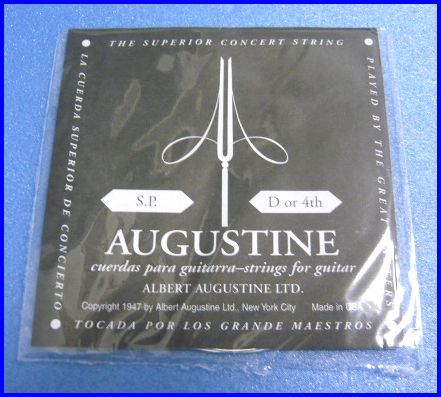 THE SUPERIOR CONCERT STRING
LA CUERDA SUPERIOR DE CONCIERTO
PLAYED BY THE GREAT
S.P.
D or 4th
AUGUSTINE
cuerdas para guitarra–strings for guitar
ALBERT AUGUSTINE LTD.
Copyright 1947 by Albert Augustine Ltd., New York City
Made in USA
TOCADA POR LOS GRANDE MAESTROS